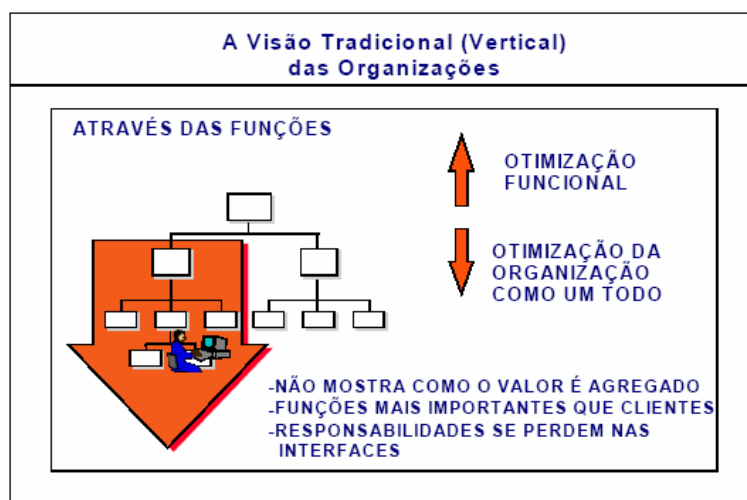 A Visão Tradicional (Vertical)
das Organizações
ATRAVÉS DAS FUNÇÕES
OTIMIZAÇÃO
FUNCIONAL
OTIMIZAÇÃO DA
ORGANIZAÇÃO
COMO UM TODO
-NÃO MOSTRA COMO O VALOR É AGREGADO
-FUNÇÕES MAIS IMPORTANTES QUE CLIENTES
-RESPONSABILIDADES SE PERDEM NAS
INTERFACES